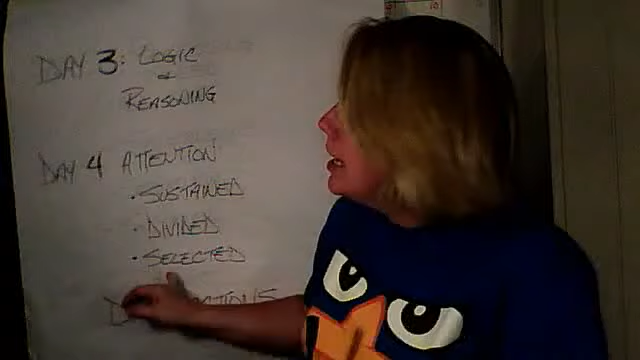 DAY 3: LOGIC
&
REASONING
DAY 4 ATTENTION
• SUSTAINED
• DIVIDED
• SELECTED